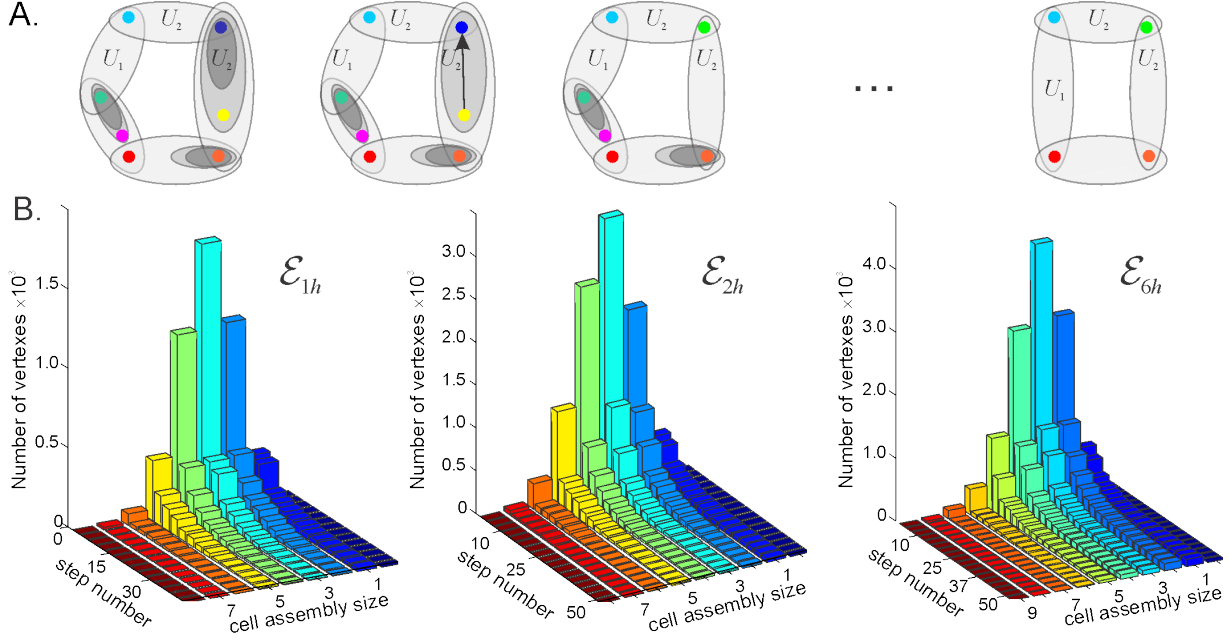 A.
U₂
U₁
U₂
U₂
U₁
U₂
U₂
U₁
U₂
...
U₂
U₁
U₂
B.
Number of vertexes ×10³
1.5
1.0
0.5
0
ℰ₁ₕ
0
15
30
step number
7
5
3
1
cell assembly size
Number of vertexes ×10³
3.0
2.5
2.0
1.5
1.0
0.5
0
ℰ₂ₕ
10
25
50
step number
7
5
3
1
cell assembly size
Number of vertexes ×10³
4.0
3.0
2.0
1.0
0
ℰ₆ₕ
10
25
37
50
step number
9
7
5
3
1
cell assembly size